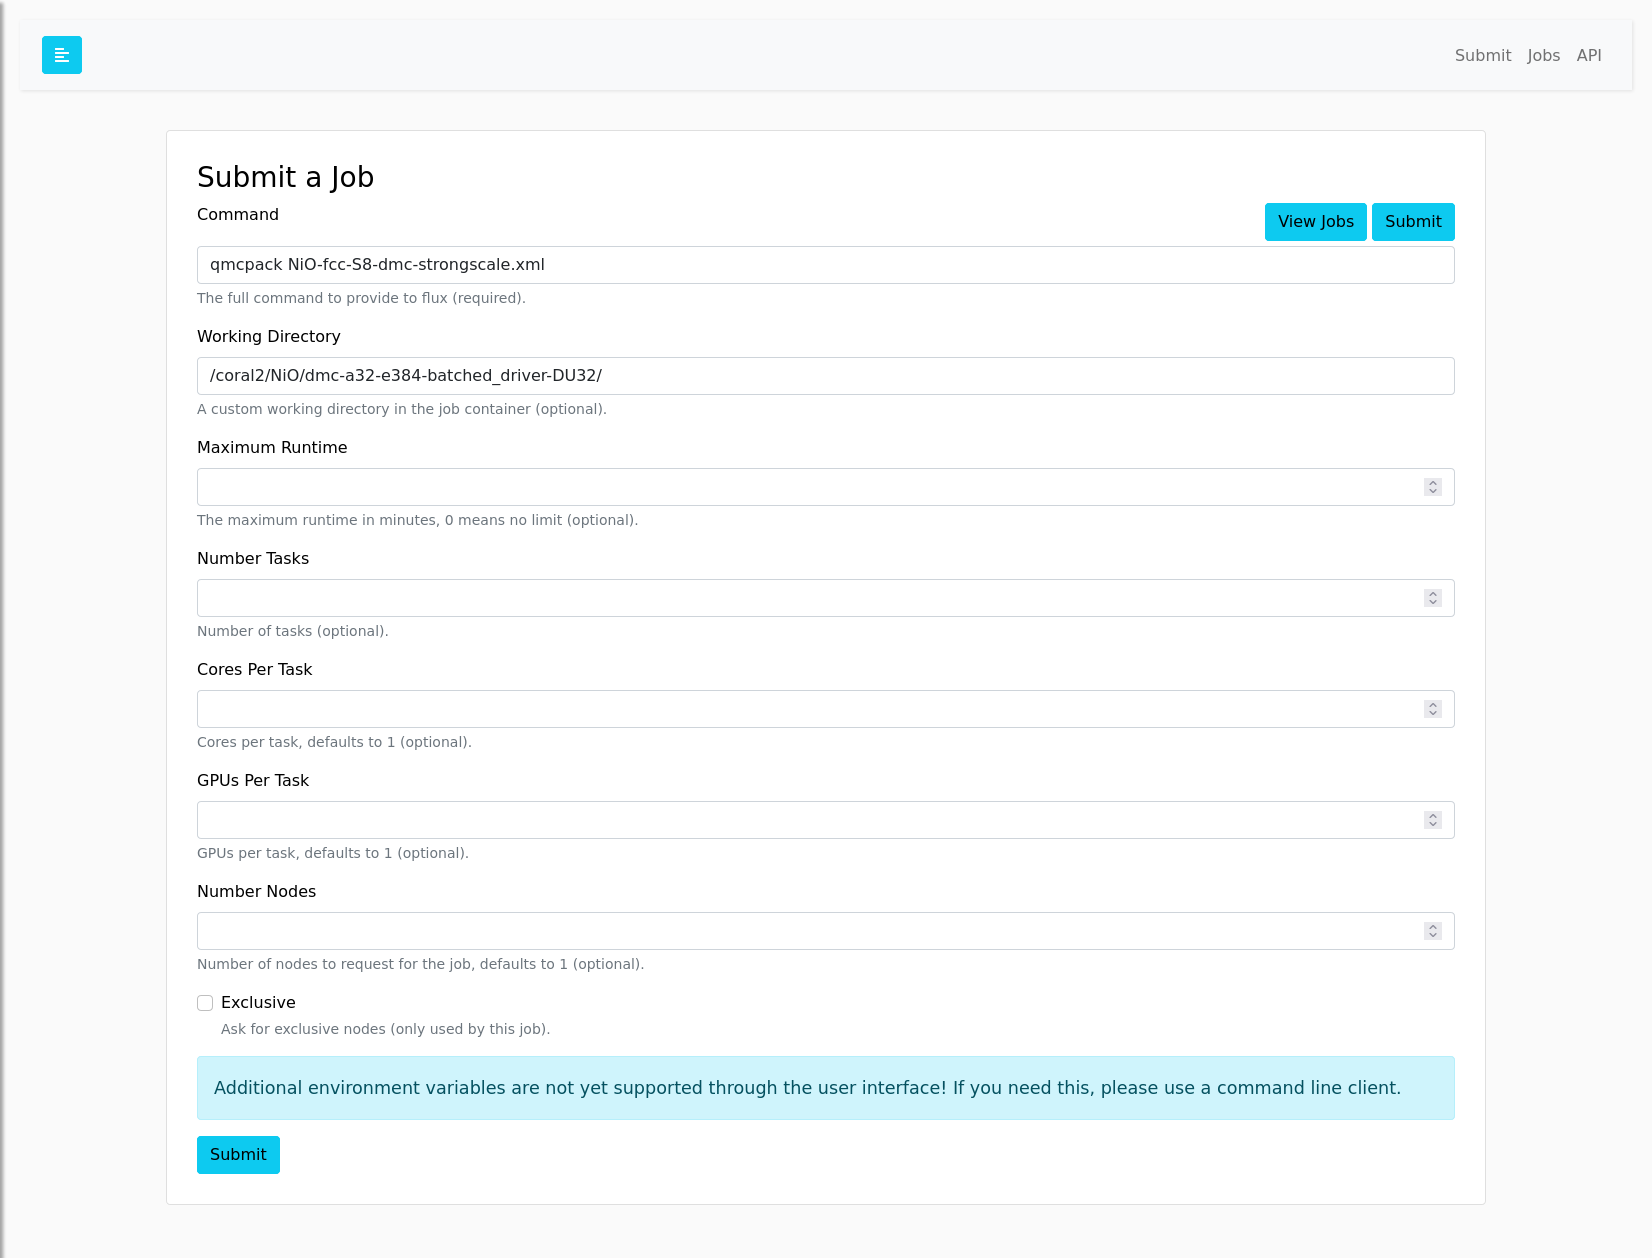 Submit Jobs API
Submit a Job
Command
View Jobs Submit
qmcpack NiO-fcc-S8-dmc-strongscale.xml
The full command to provide to flux (required).
Working Directory
/coral2/NiO/dmc-a32-e384-batched_driver-DU32/
A custom working directory in the job container (optional).
Maximum Runtime
The maximum runtime in minutes, 0 means no limit (optional).
Number Tasks
Number of tasks (optional).
Cores Per Task
Cores per task, defaults to 1 (optional).
GPUs Per Task
GPUs per task, defaults to 1 (optional).
Number Nodes
Number of nodes to request for the job, defaults to 1 (optional).
Exclusive
Ask for exclusive nodes (only used by this job).
Additional environment variables are not yet supported through the user interface! If you need this, please use a command line client.
Submit